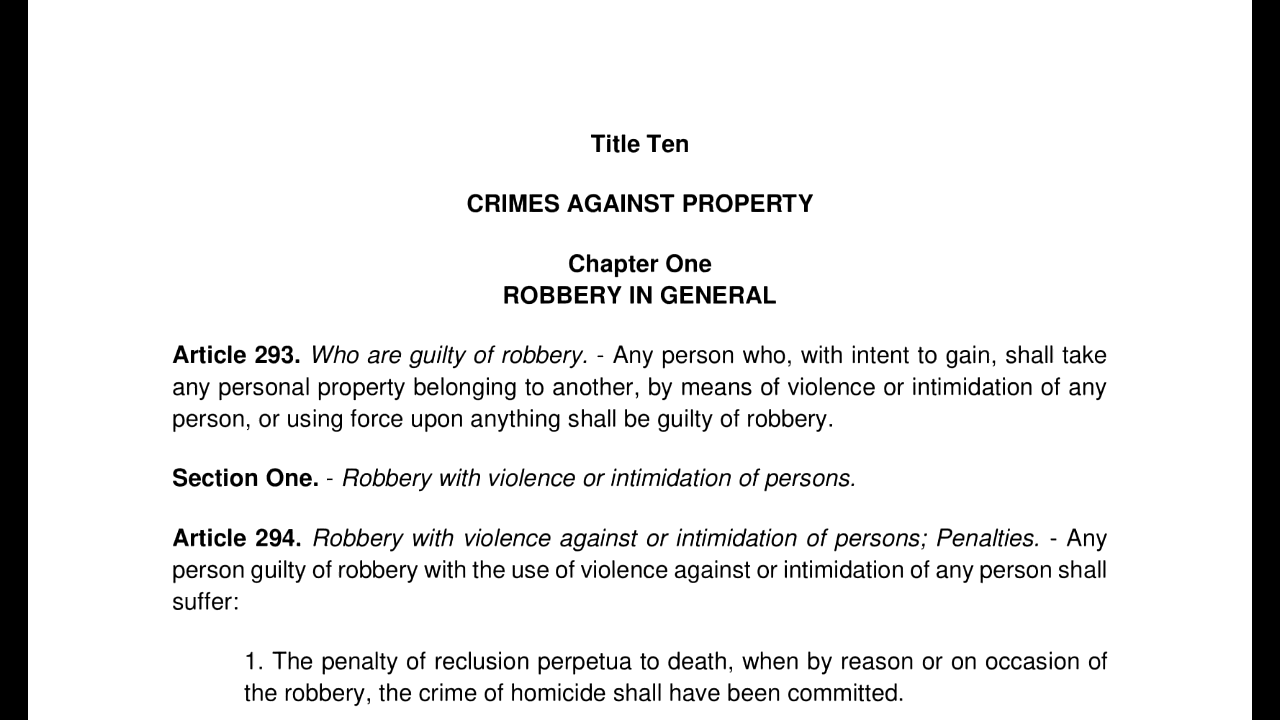 Title Ten
CRIMES AGAINST PROPERTY
Chapter One
ROBBERY IN GENERAL
Article 293. Who are guilty of robbery. - Any person who, with intent to gain, shall take
any personal property belonging to another, by means of violence or intimidation of any
person, or using force upon anything shall be guilty of robbery.
Section One. - Robbery with violence or intimidation of persons.
Article 294. Robbery with violence against or intimidation of persons; Penalties. - Any
person guilty of robbery with the use of violence against or intimidation of any person shall
suffer:
1. The penalty of reclusion perpetua to death, when by reason or on occasion of
the robbery, the crime of homicide shall have been committed.